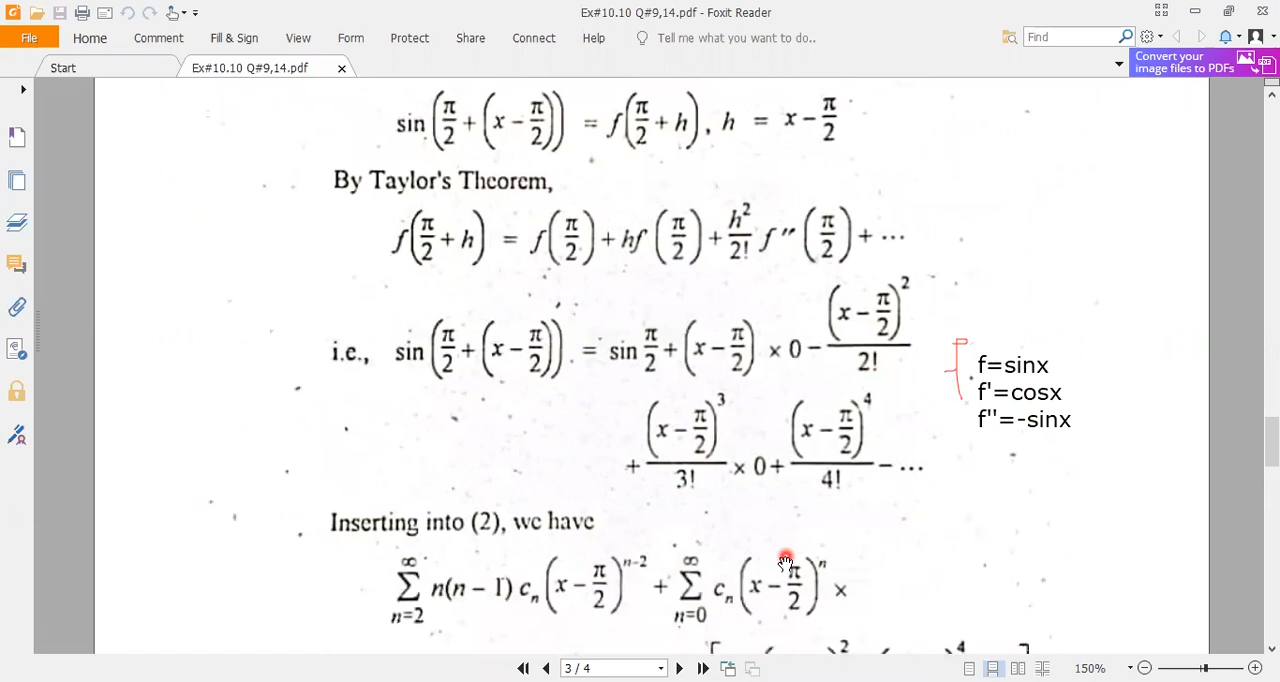 Ex#10.10 Q#9,14.pdf - Foxit Reader
File Home Comment Fill & Sign View Form Protect Share Connect Help Tell me what you want to do.. Find
Start Ex#10.10 Q#9,14.pdf
Convert your
image files to PDFs
sin(π/2 + (x − π/2)) = f(π/2 + h), h = x − π/2
By Taylor's Theorem,
f(π/2 + h) = f(π/2) + hf (π/2) + h²/2! f″ (π/2) + ⋯
i.e., sin(π/2 + (x − π/2)) = sin π/2 + (x − π/2) × 0 − (x − π/2)²/2!
+ (x − π/2)³/3! × 0 + (x − π/2)⁴/4! − ⋯
f=sinx
f'=cosx
f''=-sinx
Inserting into (2), we have
∞∑n=2 n(n − 1) cₙ (x − π/2)ⁿ⁻² + ∞∑n=0 cₙ (x − π/2)ⁿ ×
2 4
3 / 4 150%